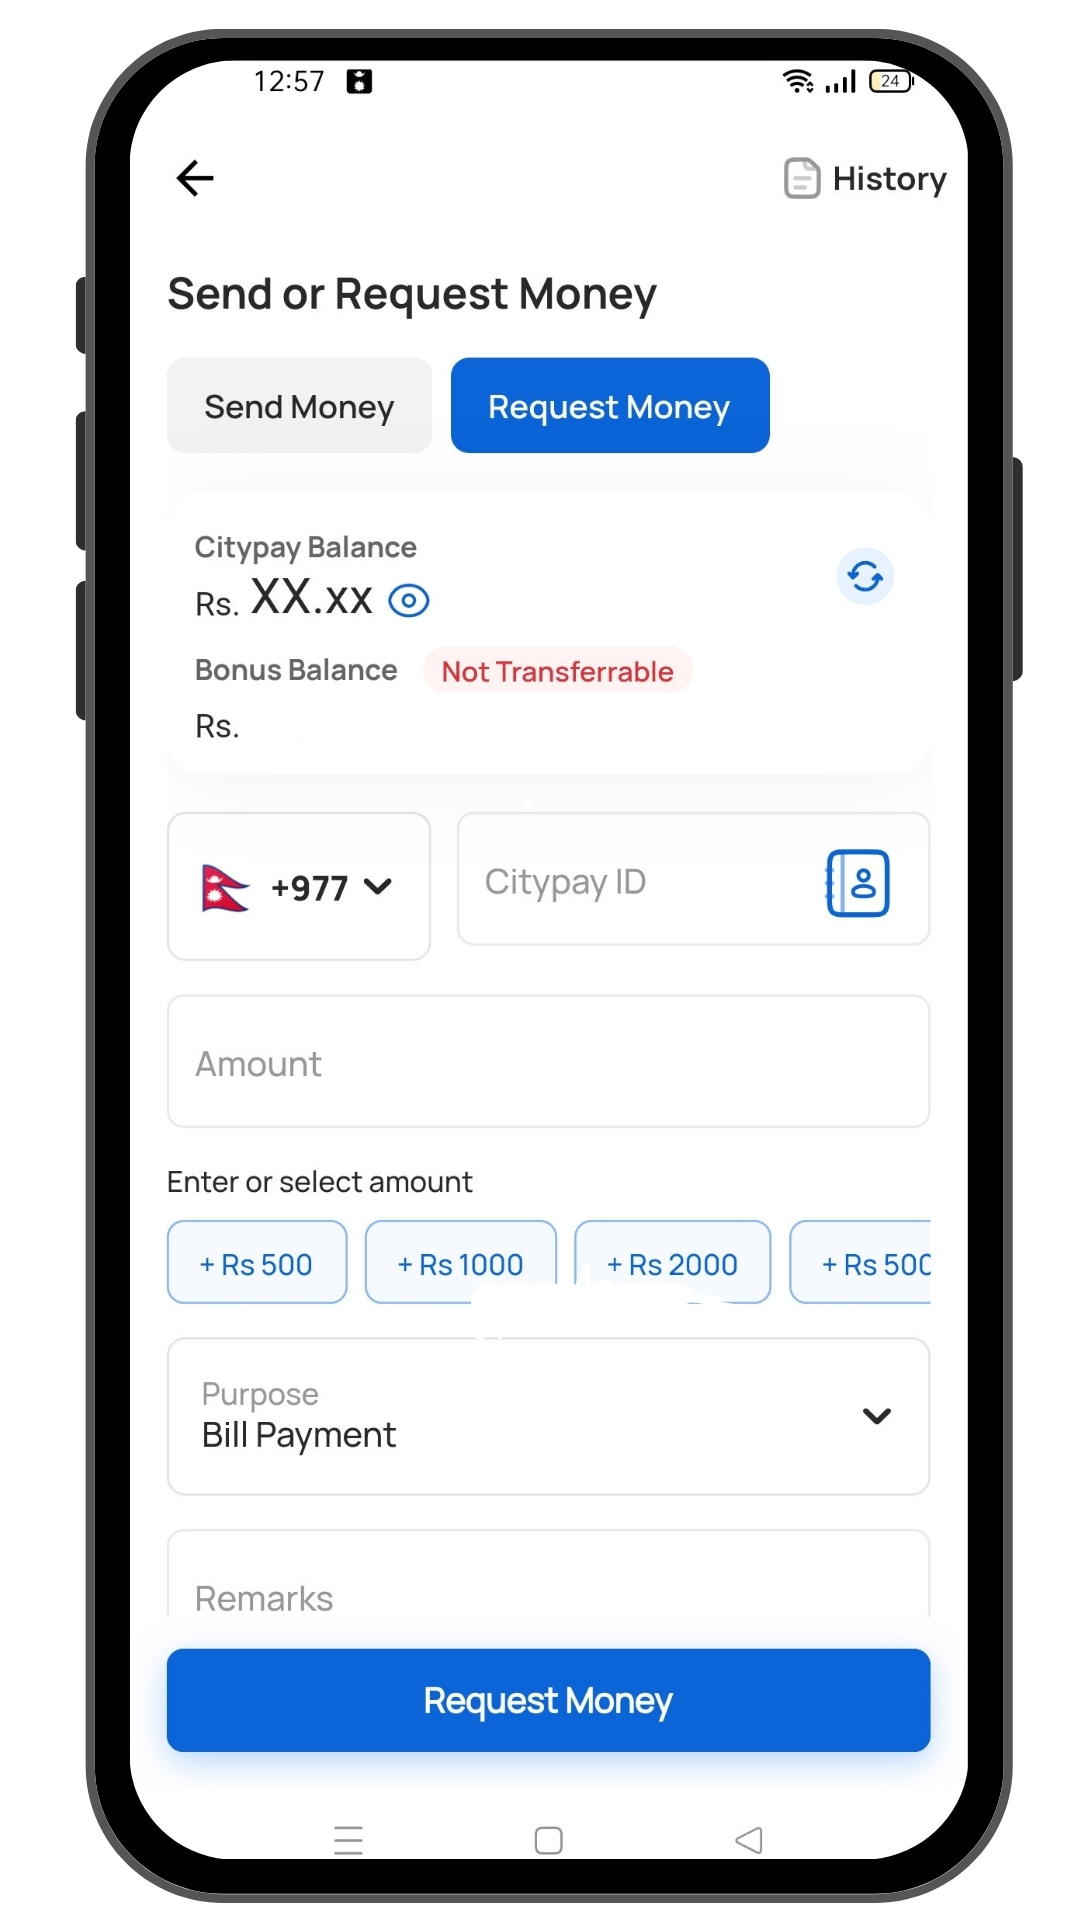 12:57
24
History
Send or Request Money
Send Money
Request Money
Citypay Balance
Rs. XX.xx
Bonus Balance Not Transferrable
Rs.
+977
Citypay ID
Amount
Enter or select amount
+ Rs 500
+ Rs 1000
+ Rs 2000
+ Rs 500
Purpose
Bill Payment
Remarks
Request Money